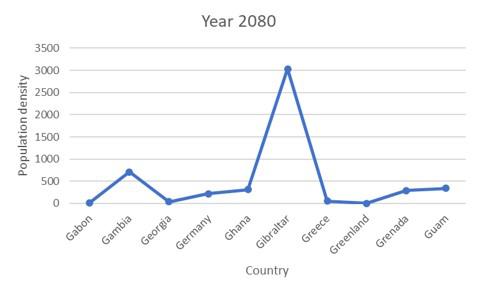 Year 2080
3500
3000
2500
2000
1500
1000
500
0
Population density
Gabon
Gambia
Georgia
Germany
Ghana
Gibraltar
Greece
Greenland
Grenada
Guam
Country